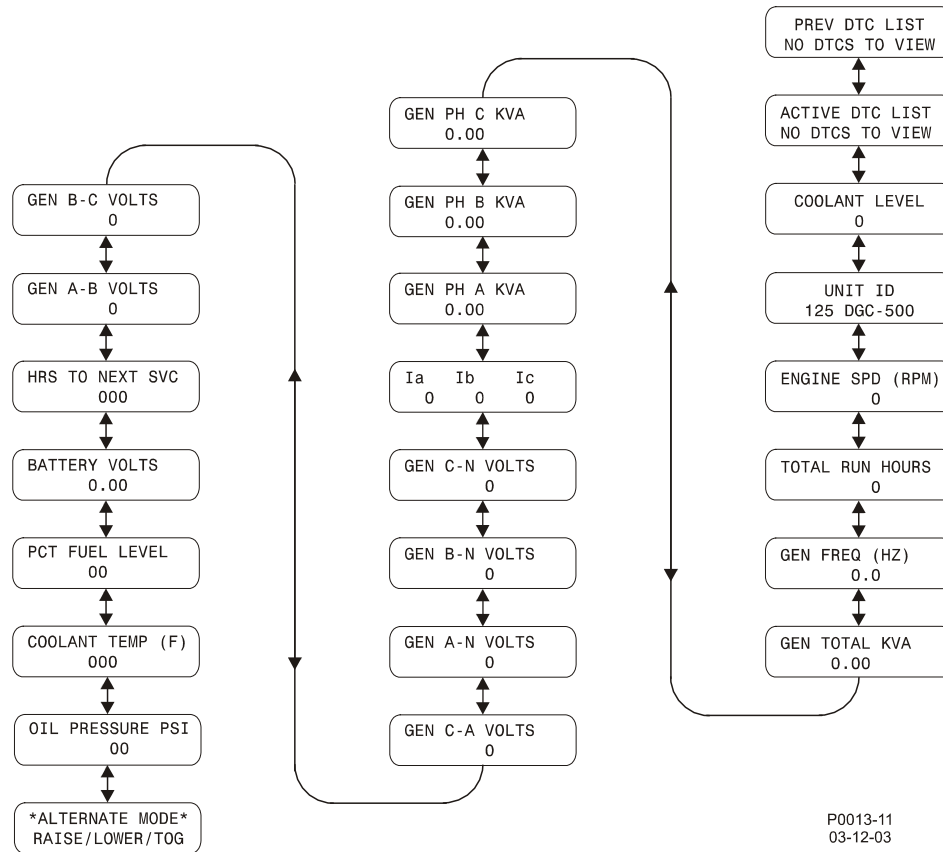 GEN B-C VOLTS
0
GEN A-B VOLTS
0
HRS TO NEXT SVC
000
BATTERY VOLTS
0.00
PCT FUEL LEVEL
00
COOLANT TEMP (F)
000
OIL PRESSURE PSI
00
*ALTERNATE MODE*
RAISE/LOWER/TOG
GEN PH C KVA
0.00
GEN PH B KVA
0.00
GEN PH A KVA
0.00
Ia Ib Ic
0 0 0
GEN C-N VOLTS
0
GEN B-N VOLTS
0
GEN A-N VOLTS
0
GEN C-A VOLTS
0
PREV DTC LIST
NO DTCS TO VIEW
ACTIVE DTC LIST
NO DTCS TO VIEW
COOLANT LEVEL
0
UNIT ID
125 DGC-500
ENGINE SPD (RPM)
0
TOTAL RUN HOURS
0
GEN FREQ (HZ)
0.0
GEN TOTAL KVA
0.00
P0013-11
03-12-03